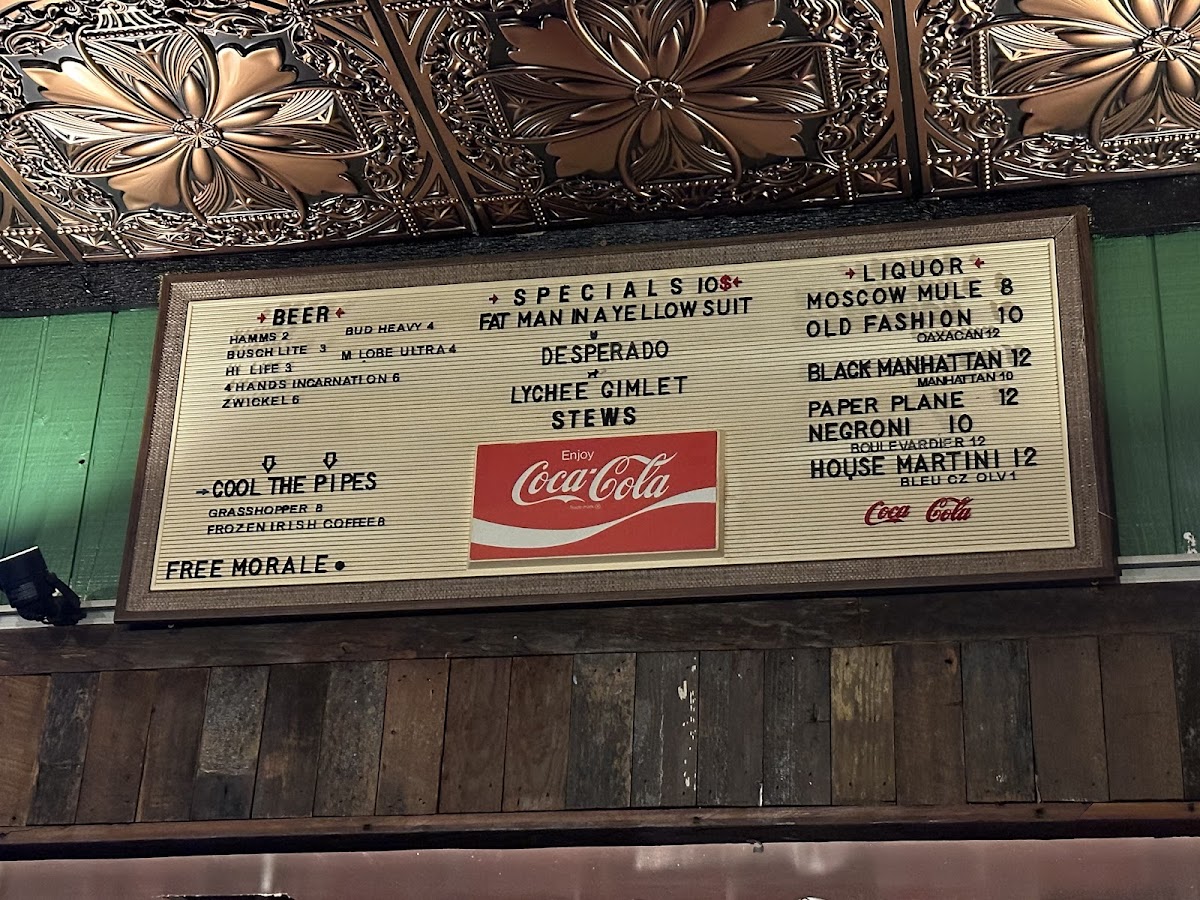 BEER
HAMMS 2
BUD HEAVY 4
BUSCH LITE 3
M LOBE ULTRA 4
HI LIFE 3
4 HANDS INCARNATION 6
ZWICKEL 6
COOL THE PIPES
GRASSHOPPER 8
FROZEN IRISH COFFEE 8
FREE MORALE •
SPECIALS 10$
FAT MAN IN A YELLOW SUIT
DESPERADO
LYCHEE GIMLET
STEWS
Enjoy
Coca-Cola
LIQUOR
MOSCOW MULE 8
OLD FASHION 10
OAXACAN 12
BLACK MANHATTAN 12
MANHATTAN 10
PAPER PLANE 12
NEGRONI 10
BOULEVARDIER 12
HOUSE MARTINI 12
BLEU CZ OLV 1
Coca Cola